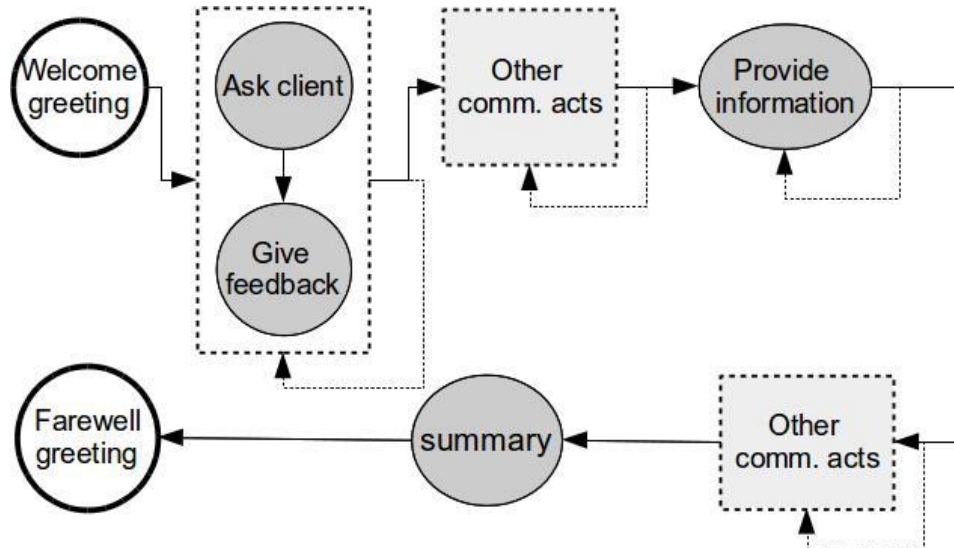 Welcome
greeting
Ask client
Give
feedback
Other
comm. acts
Provide
information
Farewell
greeting
summary
Other
comm. acts